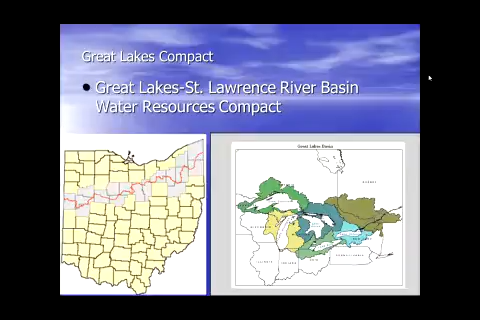 Great Lakes Compact
• Great Lakes-St. Lawrence River Basin
Water Resources Compact
Great Lakes Basin